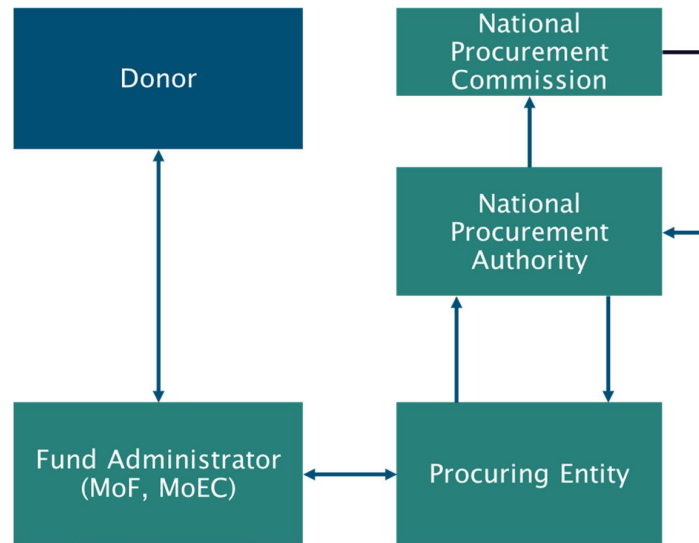 Donor
National
Procurement
Commission
National
Procurement
Authority
Fund Administrator
(MoF, MoEC)
Procuring Entity